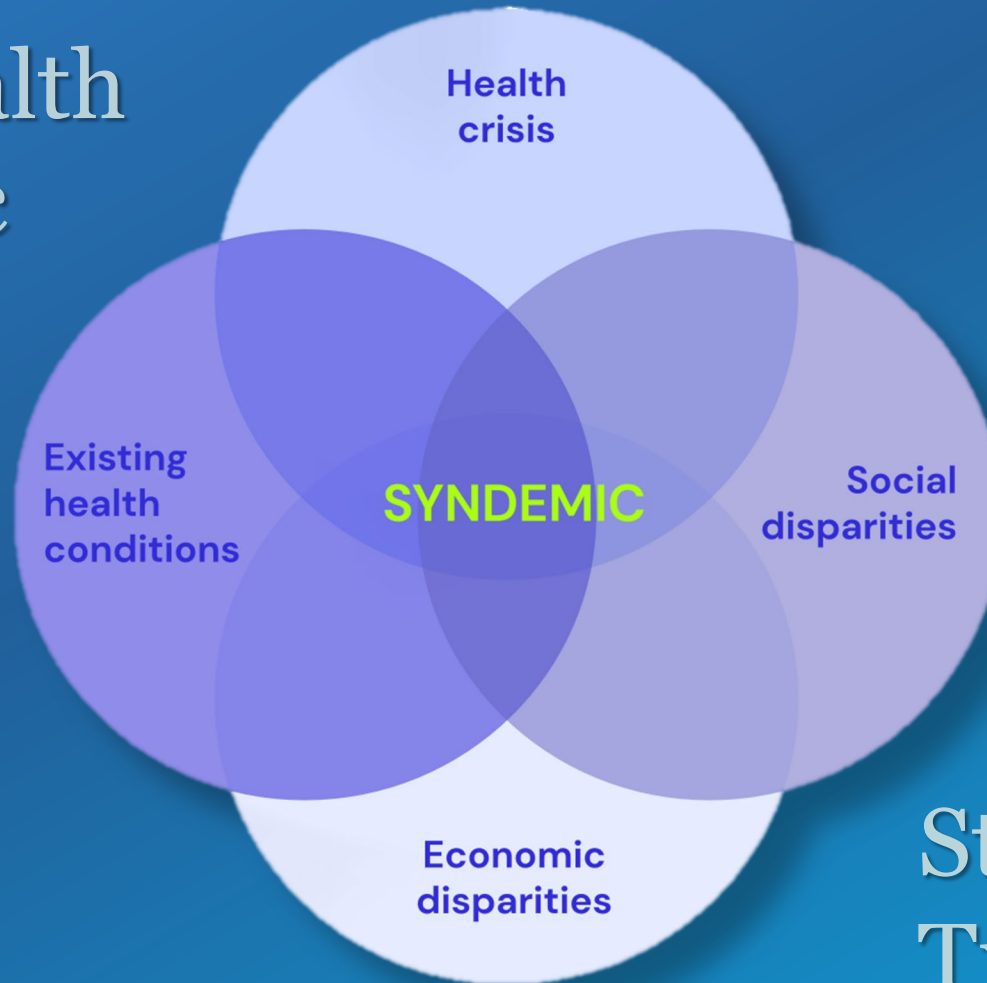 Health
crisis
Existing
health
conditions
SYNDEMIC
Social
disparities
Economic
disparities